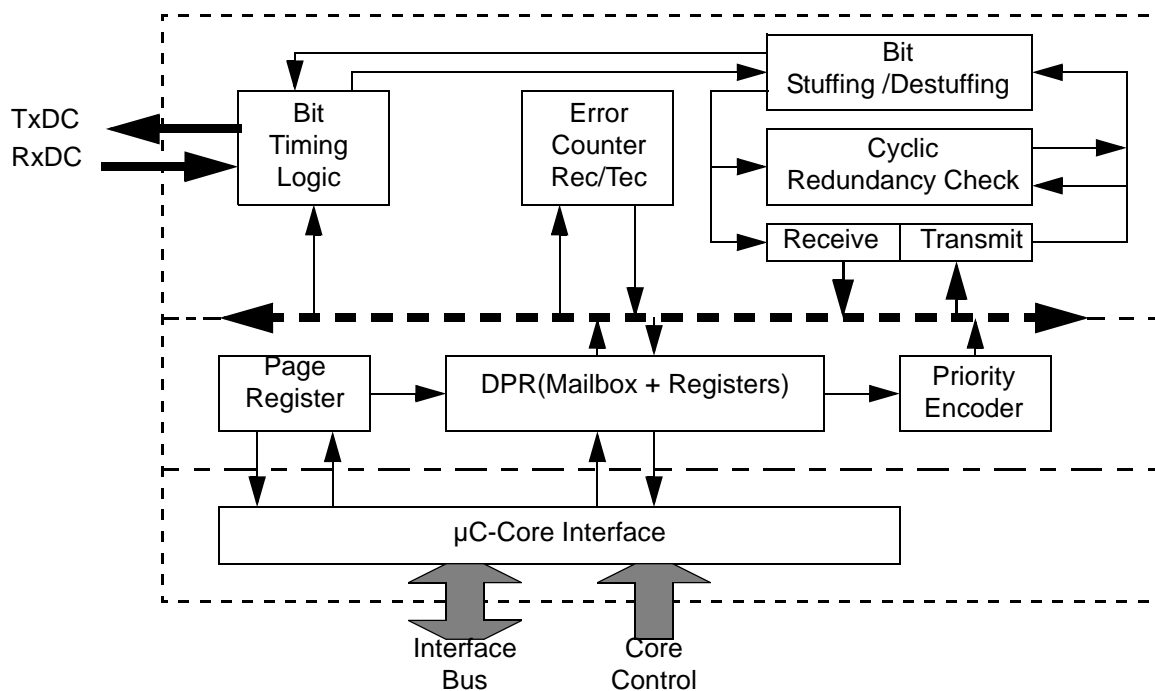 Bit
Stuffing /Destuffing
TxDC
RxDC
Bit
Timing
Logic
Error
Counter
Rec/Tec
Cyclic
Redundancy Check
Receive
Transmit
Page
Register
DPR(Mailbox + Registers)
Priority
Encoder
µC-Core Interface
Interface
Bus
Core
Control